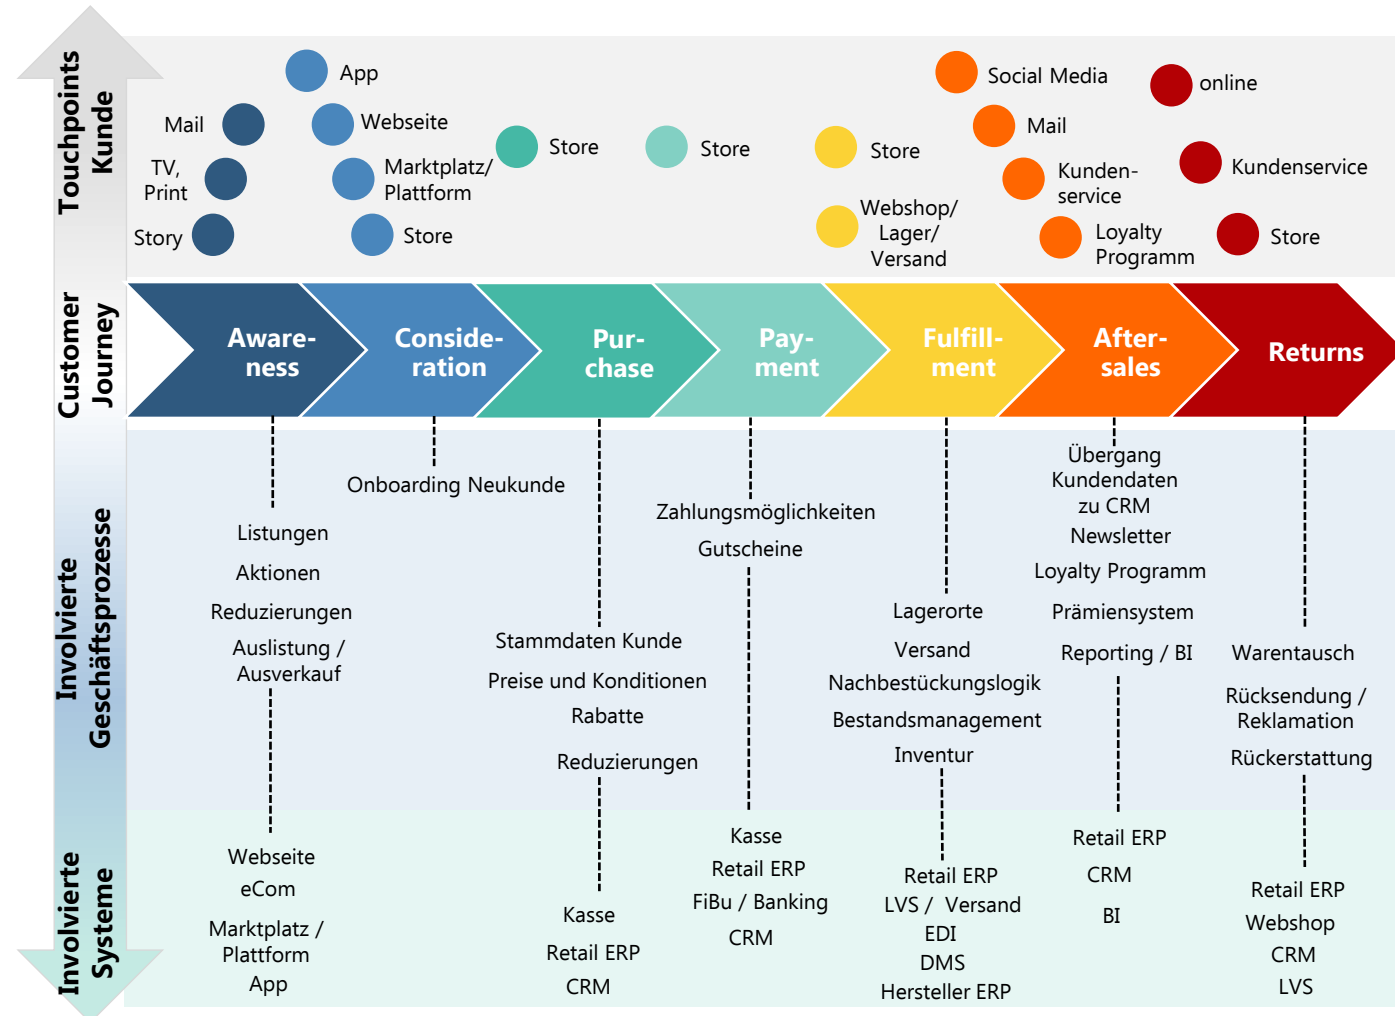 Touchpoints
Kunde
Mail
TV,
Print
Story
App
Webseite
Marktplatz/
Plattform
Store
Store
Store
Store
Webshop/
Lager/
Versand
Social Media
Mail
Kunden-
service
Loyalty
Programm
online
Kundenservice
Store
Customer
Journey
Aware-
ness
Conside-
ration
Pur-
chase
Pay-
ment
Fulfill-
ment
After-
sales
Returns
Involvierte
Geschäftsprozesse
Listungen
Aktionen
Reduzierungen
Auslistung /
Ausverkauf
Onboarding Neukunde
Stammdaten Kunde
Preise und Konditionen
Rabatte
Reduzierungen
Zahlungsmöglichkeiten
Gutscheine
Lagerorte
Versand
Nachbestückungslogik
Bestandsmanagement
Inventur
Übergang
Kundendaten
zu CRM
Newsletter
Loyalty Programm
Prämiensystem
Reporting / BI
Warentausch
Rücksendung /
Reklamation
Rückerstattung
Involvierte
Systeme
Webseite
eCom
Marktplatz /
Plattform
App
Kasse
Retail ERP
CRM
Kasse
Retail ERP
FiBu / Banking
CRM
Retail ERP
LVS / Versand
EDI
DMS
Hersteller ERP
Retail ERP
CRM
BI
Retail ERP
Webshop
CRM
LVS